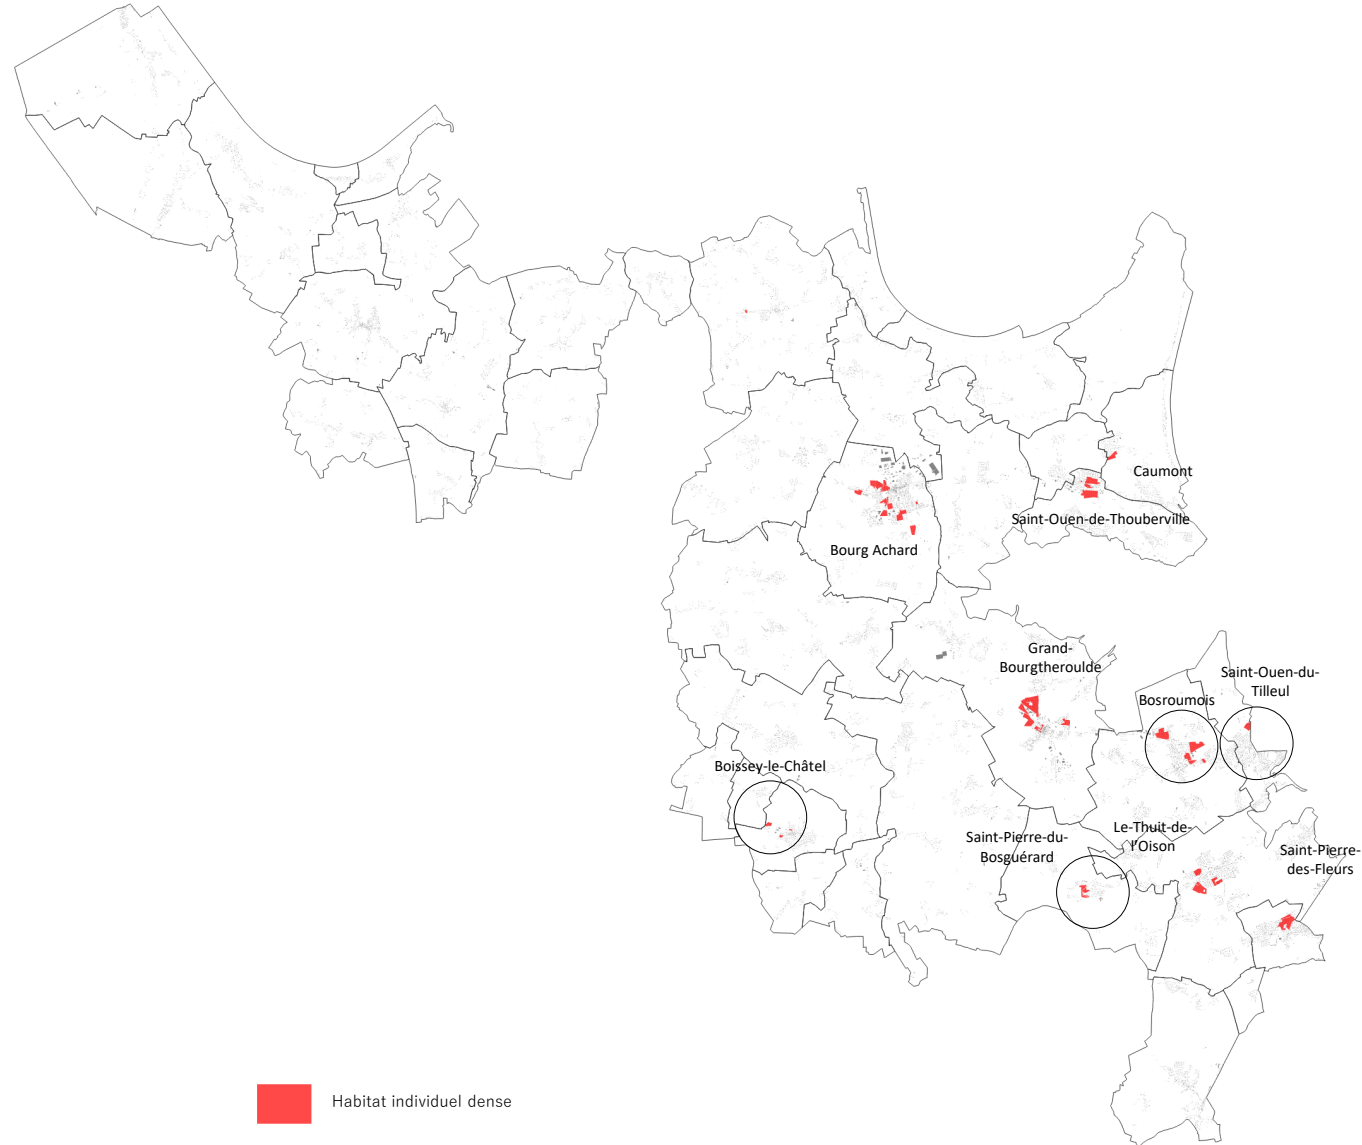 Caumont
Saint-Ouen-de-Thouberville
Bourg Achard
Grand-
Bourgtheroulde
Saint-Ouen-du-
Tilleul
Bosroumois
Boissey-le-Châtel
Le-Thuit-de-
l'Oison
Saint-Pierre-du-
Bosguérard
Saint-Pierre-
des-Fleurs
Habitat individuel dense